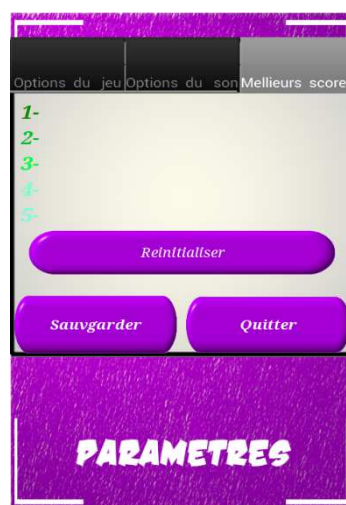 Options du jeu Options du son Mellieurs score
1-
2-
3-
4-
5-
Reinitialiser
Sauvgarder Quitter
PARAMETRES